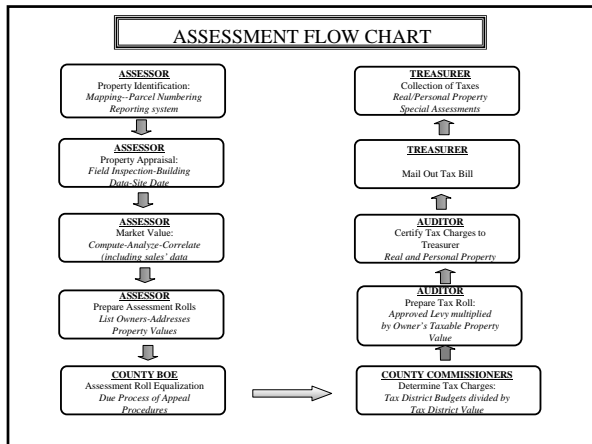 ASSESSMENT FLOW CHART
ASSESSOR
Property Identification:
Mapping--Parcel Numbering
Reporting system
ASSESSOR
Property Appraisal:
Field Inspection-Building
Data-Site Date
ASSESSOR
Market Value:
Compute-Analyze-Correlate
(including sales' data
ASSESSOR
Prepare Assessment Rolls
List Owners-Addresses
Property Values
COUNTY BOE
Assessment Roll Equalization
Due Process of Appeal
Procedures
COUNTY COMMISSIONERS
Determine Tax Charges:
Tax District Budgets divided by
Tax District Value
AUDITOR
Prepare Tax Roll:
Approved Levy multiplied
by Owner's Taxable Property
Value
AUDITOR
Certify Tax Charges to
Treasurer
Real and Personal Property
TREASURER
Mail Out Tax Bill
TREASURER
Collection of Taxes
Real/Personal Property
Special Assessments